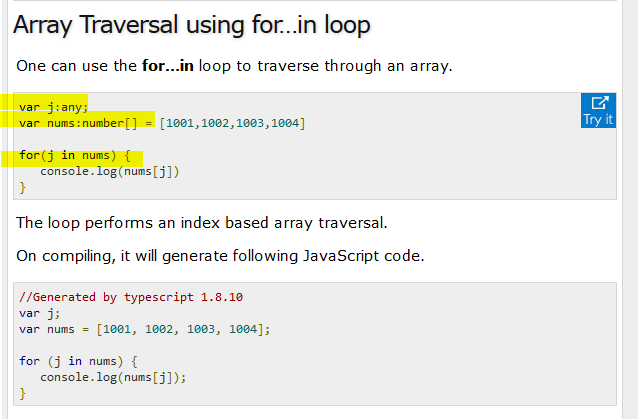 Array Traversal using for…in loop
One can use the for...in loop to traverse through an array.
var j:any;
var nums:number[] = [1001,1002,1003,1004]
Try it
for(j in nums) {
console.log(nums[j])
}
The loop performs an index based array traversal.
On compiling, it will generate following JavaScript code.
//Generated by typescript 1.8.10
var j;
var nums = [1001, 1002, 1003, 1004];
for (j in nums) {
console.log(nums[j]);
}